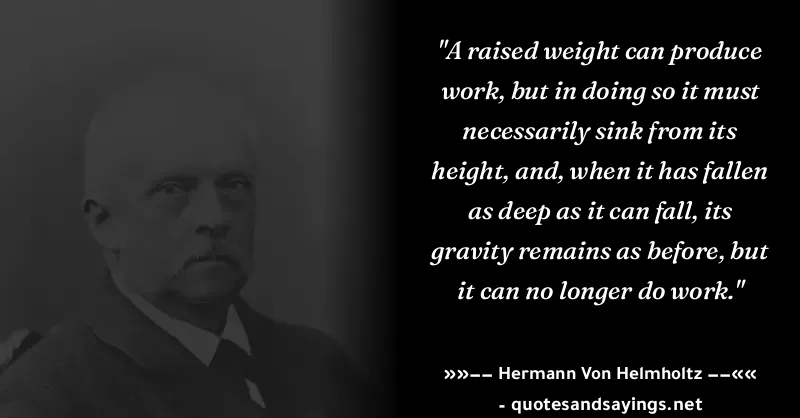 "A raised weight can produce
work, but in doing so it must
necessarily sink from its
height, and, when it has fallen
as deep as it can fall, its
gravity remains as before, but
it can no longer do work."
»»−− Hermann Von Helmholtz −−««
- quotesandsayings.net